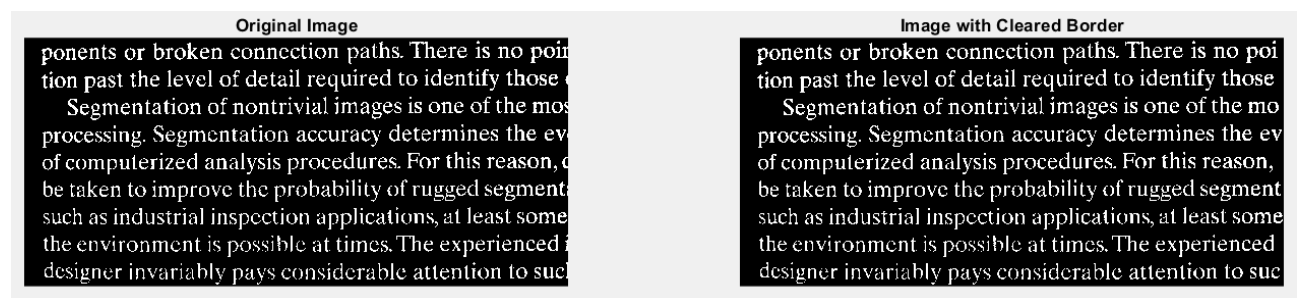 Original Image
ponents or broken connection paths. There is no poin
tion past the level of detail required to identify those
Segmentation of nontrivial images is one of the mos
processing. Segmentation accuracy determines the ev
of computerized analysis procedures. For this reason, c
be taken to improve the probability of rugged segment
such as industrial inspection applications, at least some
the environment is possible at times. The experienced i
designer invariably pays considerable attention to suc
Image with Cleared Border
ponents or broken connection paths. There is no poi
tion past the level of detail required to identify those
Segmentation of nontrivial images is one of the mo
processing. Segmentation accuracy determines the ev
of computerized analysis procedures. For this reason,
be taken to improve the probability of rugged segment
such as industrial inspection applications, at least some
the environment is possible at times. The experienced
designer invariably pays considerable attention to suc